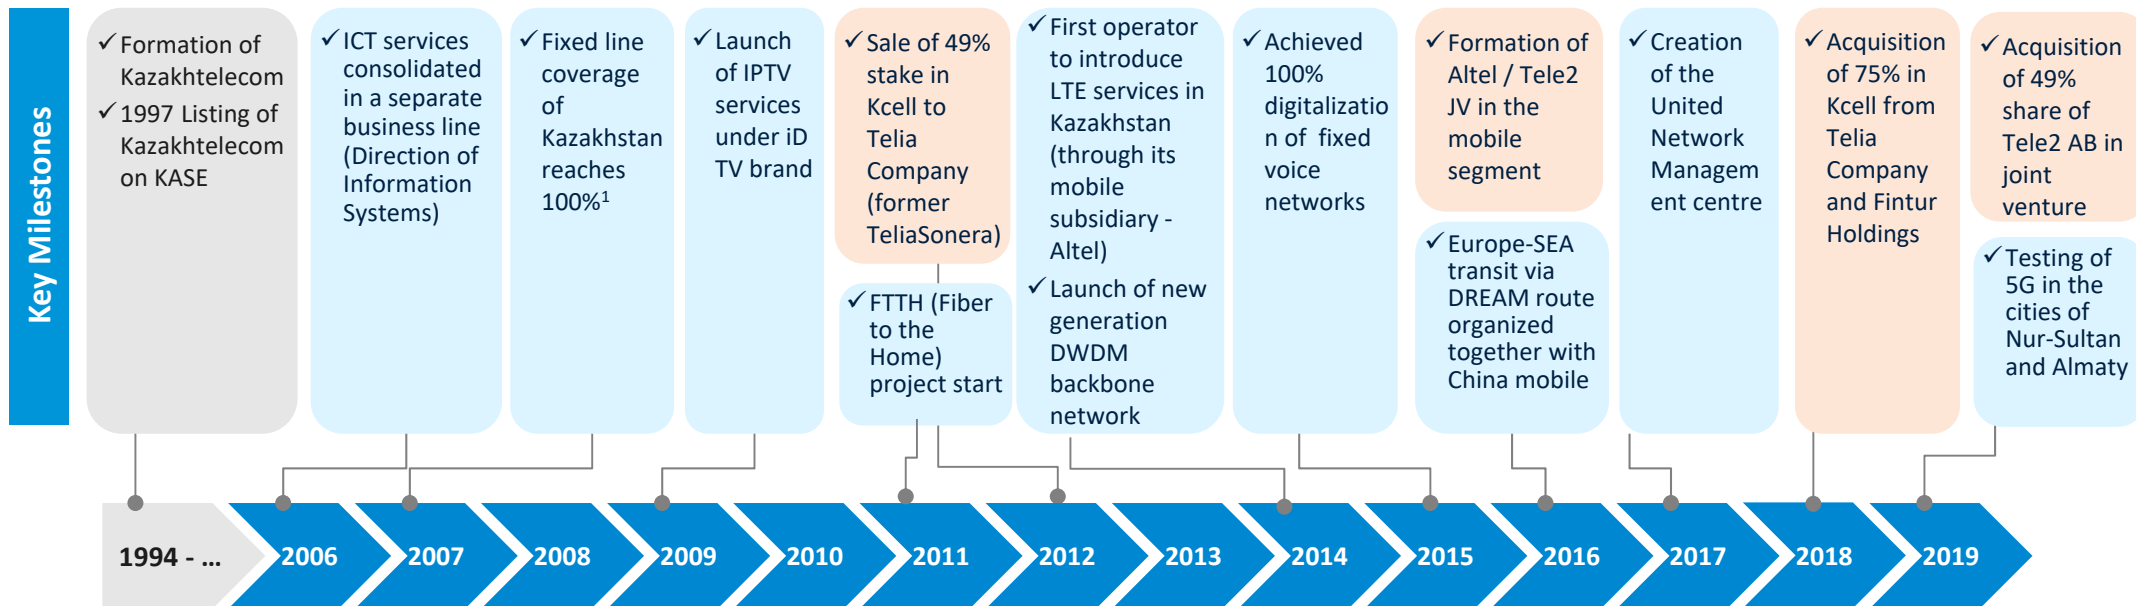 Key Milestones
✓ Formation of
Kazakhtelecom
✓ 1997 Listing of
Kazakhtelecom
on KASE
✓ ICT services
consolidated
in a separate
business line
(Direction of
Information
Systems)
✓ Fixed line
coverage
of
Kazakhstan
reaches
100%¹
✓ Launch
of IPTV
services
under iD
TV brand
✓ Sale of 49%
stake in
Kcell to
Telia
Company
(former
TeliaSonera)
✓ FTTH (Fiber
to the
Home)
project start
✓ First operator
to introduce
LTE services in
Kazakhstan
(through its
mobile
subsidiary -
Altel)
✓ Launch of new
generation
DWDM
backbone
network
✓ Achieved
100%
digitalizatio
n of fixed
voice
networks
✓ Formation of
Altel / Tele2
JV in the
mobile
segment
✓ Europe-SEA
transit via
DREAM route
organized
together with
China mobile
✓ Creation
of the
United
Network
Managem
ent centre
✓ Acquisition
of 75% in
Kcell from
Telia
Company
and Fintur
Holdings
✓ Acquisition
of 49%
share of
Tele2 AB in
joint
venture
✓ Testing of
5G in the
cities of
Nur-Sultan
and Almaty
1994 - ...
2006
2007
2008
2009
2010
2011
2012
2013
2014
2015
2016
2017
2018
2019